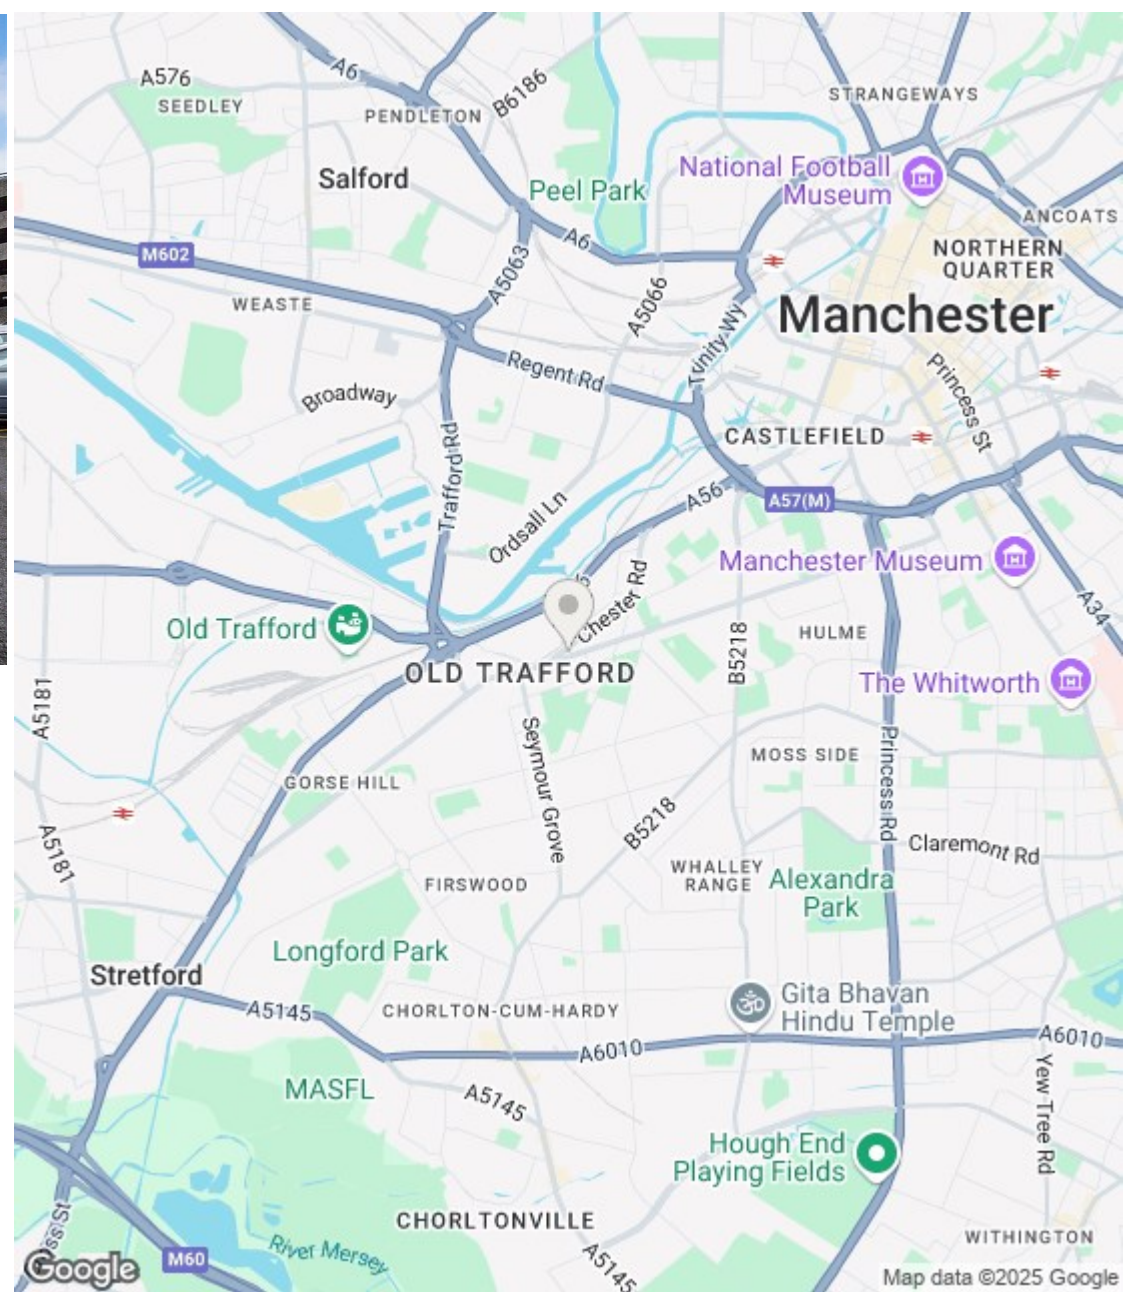 A576
SEEDLEY
A6
PENDLETON
B6186
STRANGEWAYS
Salford
Peel Park
National Football
Museum
ANCOATS
NORTHERN
QUARTER
M602
A5063
A6
A5066
WEASTE
Manchester
Trinity Wy
Princess St
Regent Rd
Broadway
CASTLEFIELD
Trafford Rd
Ordsall Ln
A56
A57(M)
Manchester Museum
A34
Chester Rd
Old Trafford
OLD TRAFFORD
B5218
HULME
The Whitworth
A5181
Seymour Grove
MOSS SIDE
Princess Rd
GORSE HILL
B5218
A5181
Claremont Rd
FIRSWOOD
WHALLEY
RANGE
Alexandra
Park
Longford Park
Stretford
A5145
CHORLTON-CUM-HARDY
Gita Bhavan
Hindu Temple
A6010
A6010
MASFL
A5145
Yew Tree Rd
Hough End
Playing Fields
CHORLTONVILLE
WITHINGTON
River Mersey
M60
A5145
Google
Map data ©2025 Google